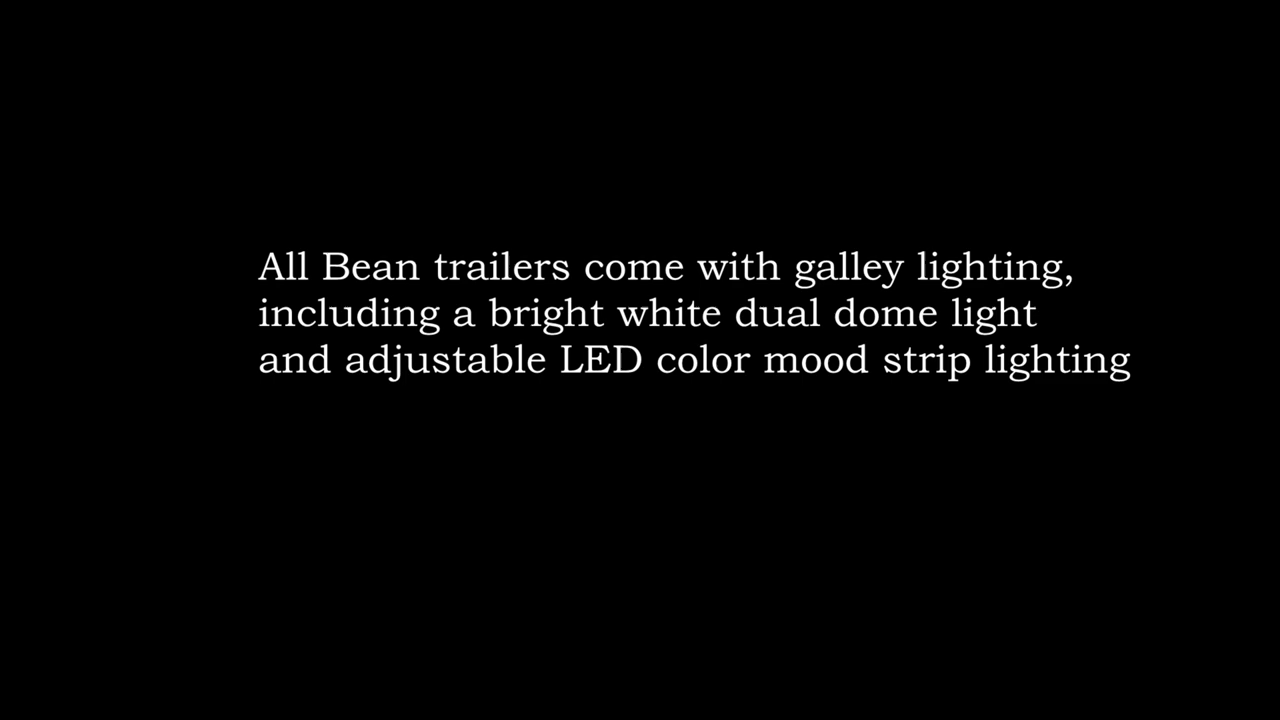 All Bean trailers come with galley lighting,
including a bright white dual dome light
and adjustable LED color mood strip lighting